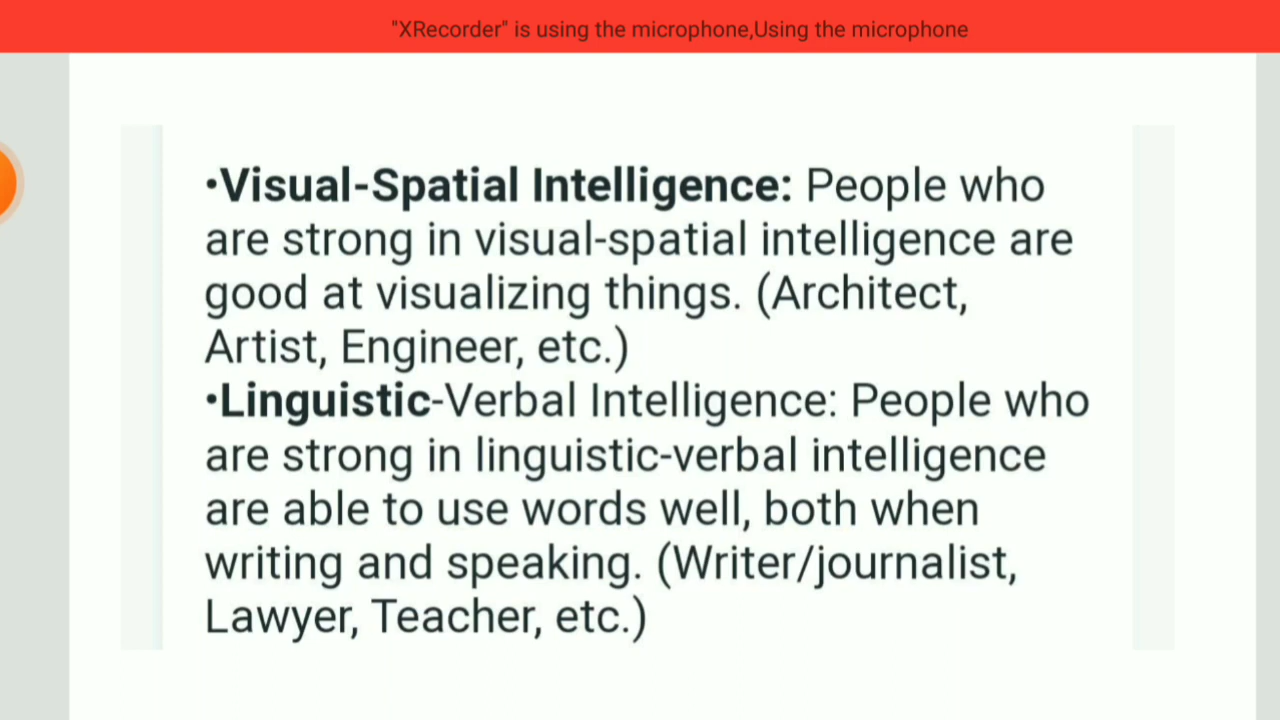 "XRecorder" is using the microphone,Using the microphone
•Visual-Spatial Intelligence: People who
are strong in visual-spatial intelligence are
good at visualizing things. (Architect,
Artist, Engineer, etc.)
•Linguistic-Verbal Intelligence: People who
are strong in linguistic-verbal intelligence
are able to use words well, both when
writing and speaking. (Writer/journalist,
Lawyer, Teacher, etc.)